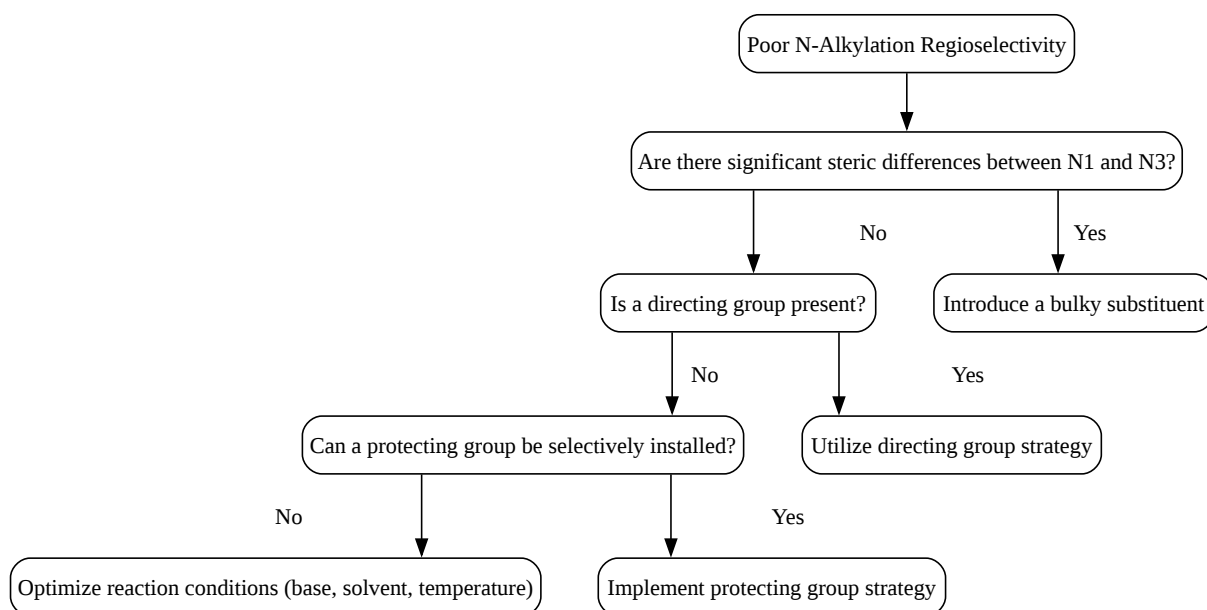 Poor N-Alkylation Regioselectivity
Are there significant steric differences between N1 and N3?
No
Yes
Is a directing group present?
Introduce a bulky substituent
No
Yes
Can a protecting group be selectively installed?
Utilize directing group strategy
No
Yes
Optimize reaction conditions (base, solvent, temperature)
Implement protecting group strategy